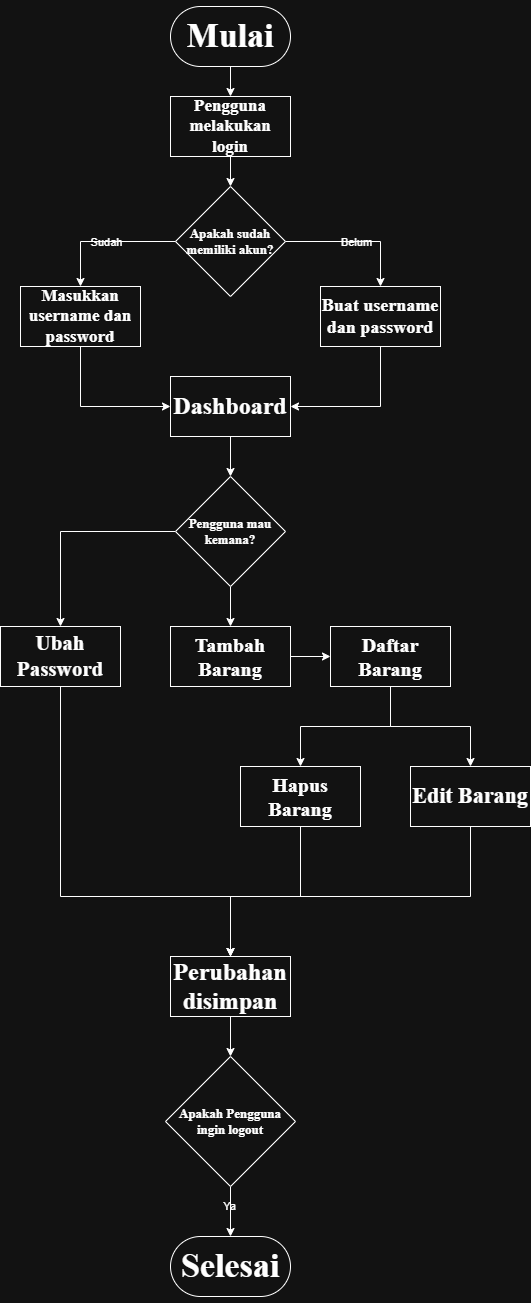 Mulai
Pengguna
melakukan
login
Apakah sudah
memiliki akun?
Sudah
Belum
Masukkan
username dan
password
Buat username
dan password
Dashboard
Pengguna mau
kemana?
Ubah
Password
Tambah
Barang
Daftar
Barang
Hapus
Barang
Edit Barang
Perubahan
disimpan
Apakah Pengguna
ingin logout
Ya
Selesai